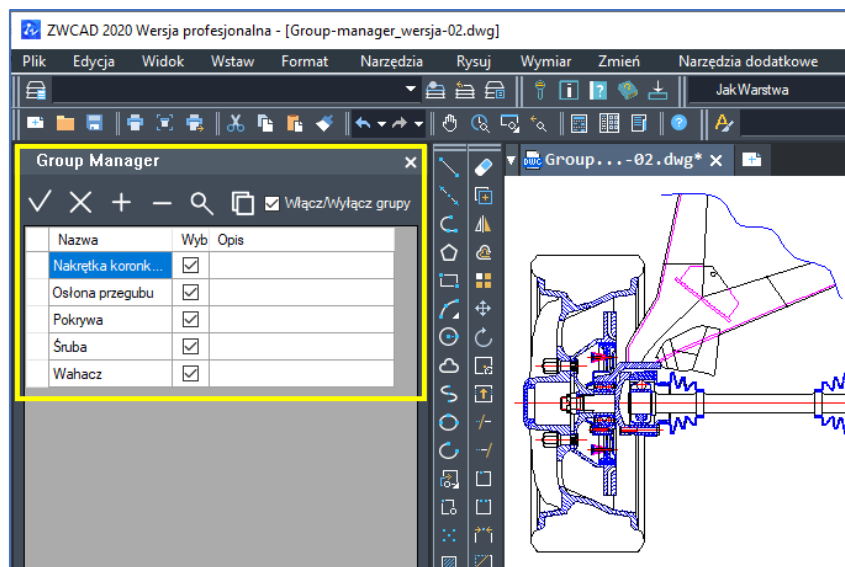 ZWCAD 2020 Wersja profesjonalna - [Group-manager_wersja-02.dwg]
Plik Edycja Widok Wstaw Format Narzędzia Rysuj Wymiar Zmień Narzędzia dodatkowe
JakWarstwa
Group Manager
Group...-02.dwg*
Włącz/Wyłącz grupy
Nazwa Wyb Opis
Nakrętka koronk...
Osłona przegubu
Pokrywa
Śruba
Wahacz